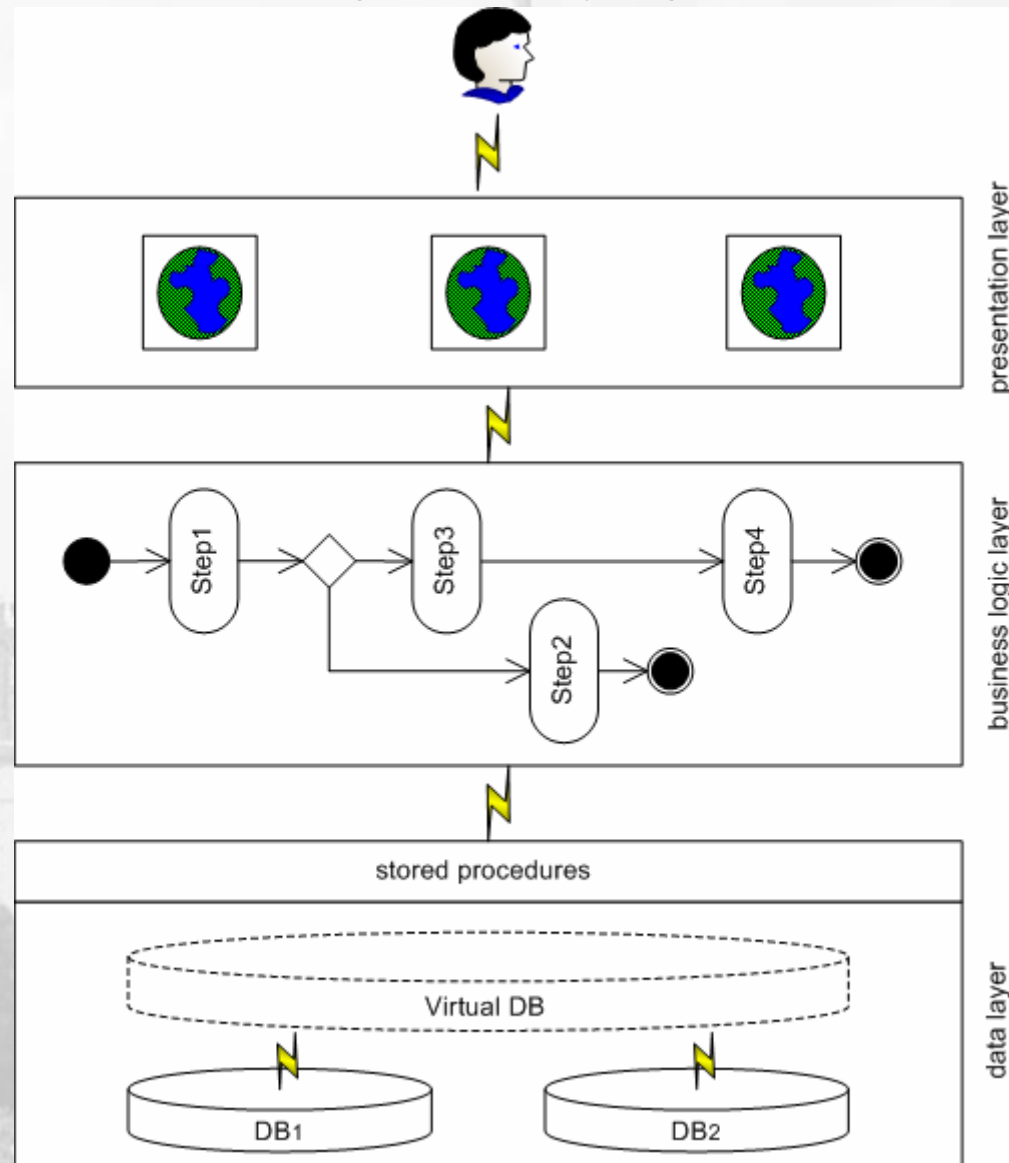 presentation layer
Step1
Step3
Step4
Step2
business logic layer
stored procedures
Virtual DB
DB1
DB2
data layer